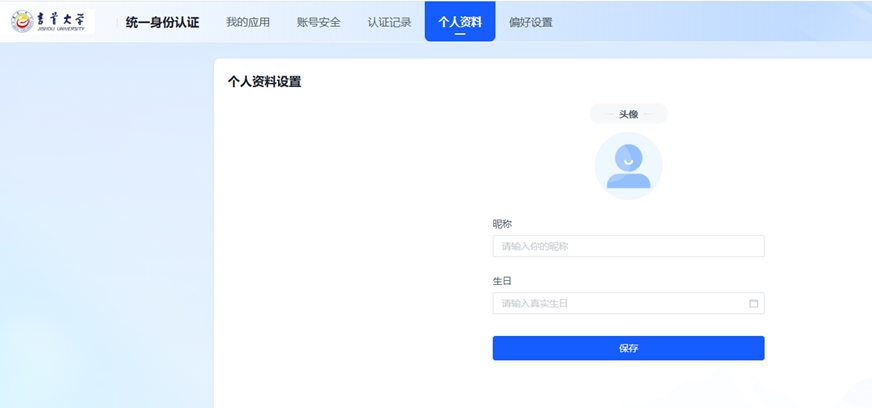 吉首大学
JISHOU UNIVERSITY
统一身份认证
我的应用
账号安全
认证记录
个人资料
偏好设置
个人资料设置
头像
昵称
请输入你的昵称
生日
请输入真实生日
保存